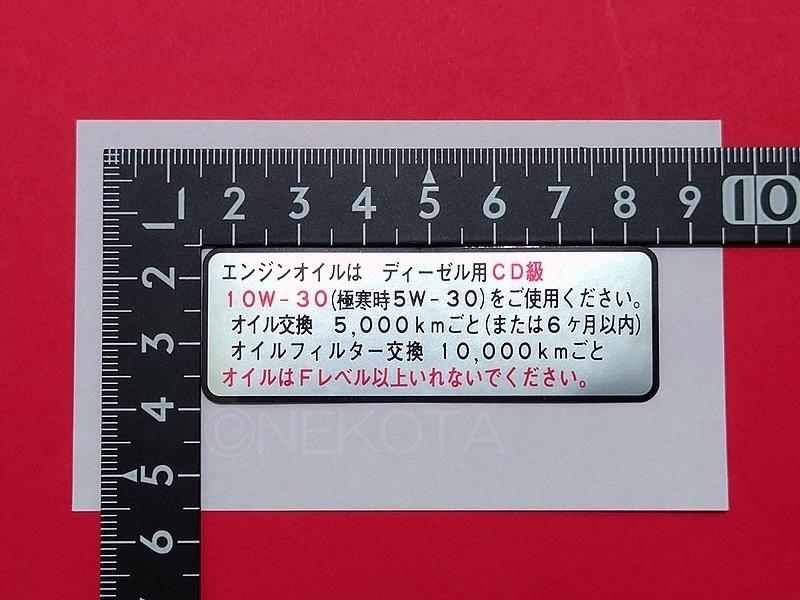 1 2 3 4 5 6 7 8 9 10
1
2
3
4
5
6
エンジンオイルは ディーゼル用CD級
10W-30(極寒時5W-30)をご使用ください。
オイル交換 5,000kmごと(または6ヶ月以内)
オイルフィルター交換 10,000kmごと
オイルはFレベル以上いれないでください。
©NEKOTA